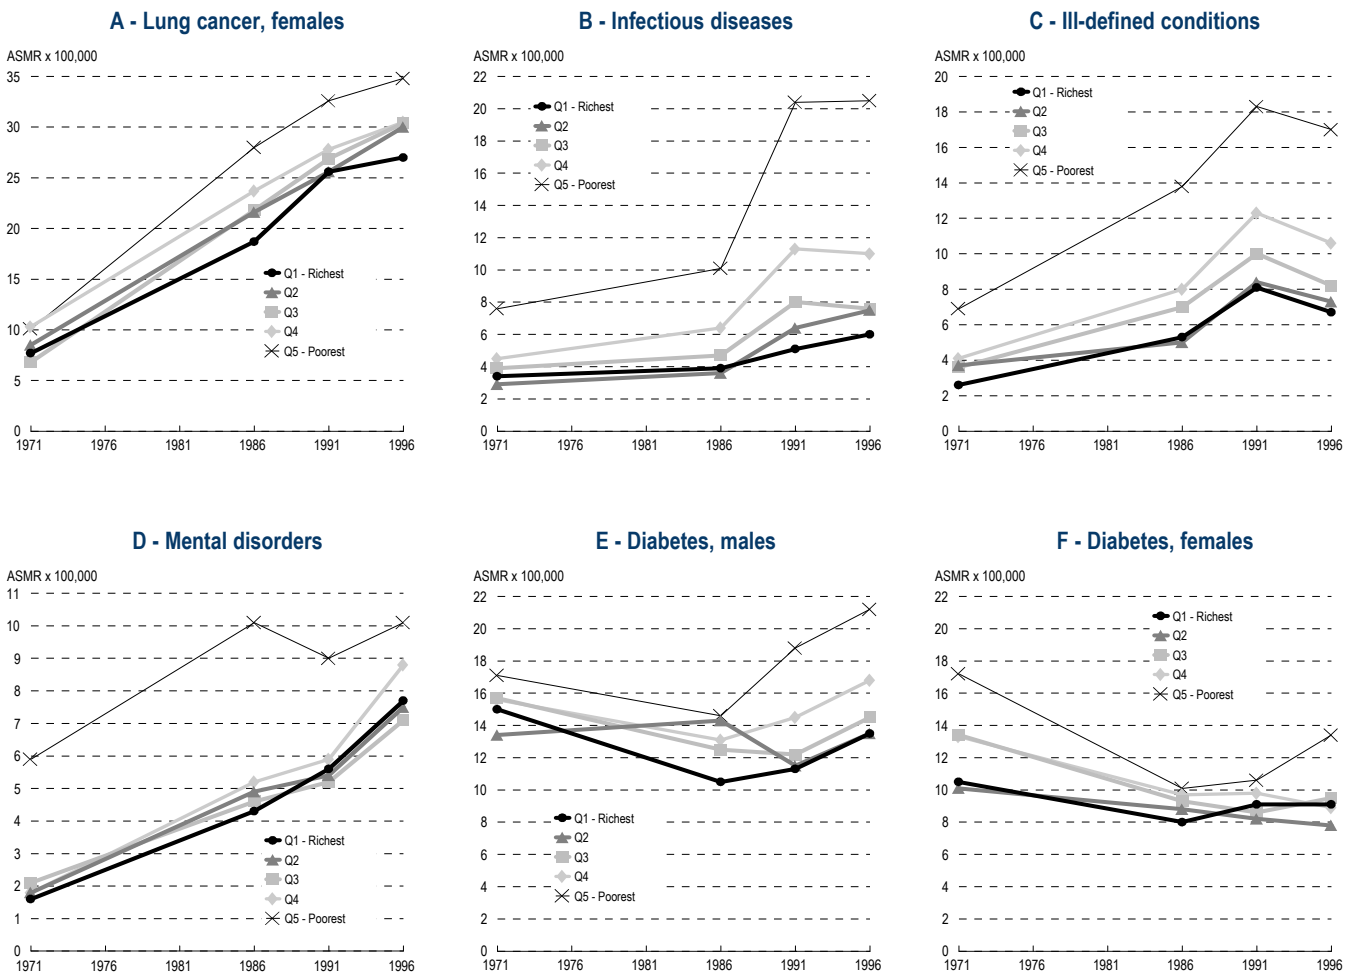 A - Lung cancer, females
ASMR x 100,000
35
30
25
20
15
10
5
0
1971 1976 1981 1986 1991 1996
Q1 - Richest
Q2
Q3
Q4
Q5 - Poorest
B - Infectious diseases
ASMR x 100,000
22
20
18
16
14
12
10
8
6
4
2
0
1971 1976 1981 1986 1991 1996
Q1 - Richest
Q2
Q3
Q4
Q5 - Poorest
C - Ill-defined conditions
ASMR x 100,000
20
18
16
14
12
10
8
6
4
2
0
1971 1976 1981 1986 1991 1996
Q1 - Richest
Q2
Q3
Q4
Q5 - Poorest
D - Mental disorders
ASMR x 100,000
11
10
9
8
7
6
5
4
3
2
1
0
1971 1976 1981 1986 1991 1996
Q1 - Richest
Q2
Q3
Q4
Q5 - Poorest
E - Diabetes, males
ASMR x 100,000
22
20
18
16
14
12
10
8
6
4
2
0
1971 1976 1981 1986 1991 1996
Q1 - Richest
Q2
Q3
Q4
Q5 - Poorest
F - Diabetes, females
ASMR x 100,000
22
20
18
16
14
12
10
8
6
4
2
0
1971 1976 1981 1986 1991 1996
Q1 - Richest
Q2
Q3
Q4
Q5 - Poorest